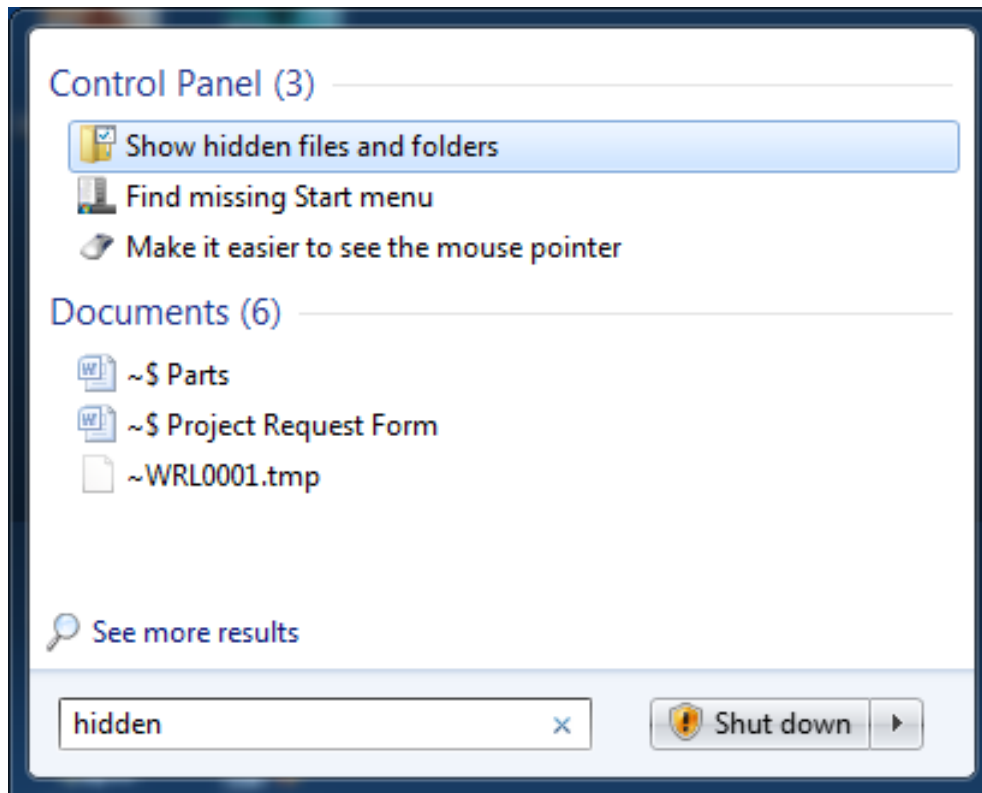 Control Panel (3)
Show hidden files and folders
Find missing Start menu
Make it easier to see the mouse pointer
Documents (6)
~$ Parts
~$ Project Request Form
~WRL0001.tmp
See more results
hidden
Shut down